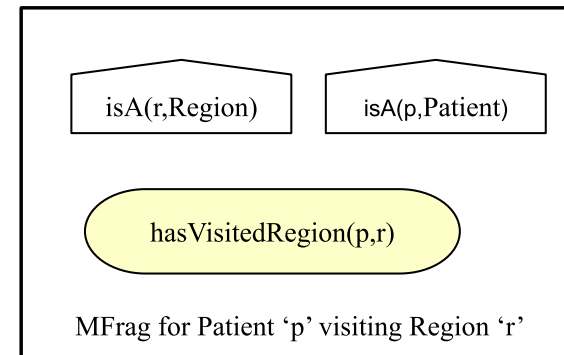 isA(r,Region) isA(p,Patient)
hasVisitedRegion(p,r)
MFrag for Patient ‘p’ visiting Region ‘r’